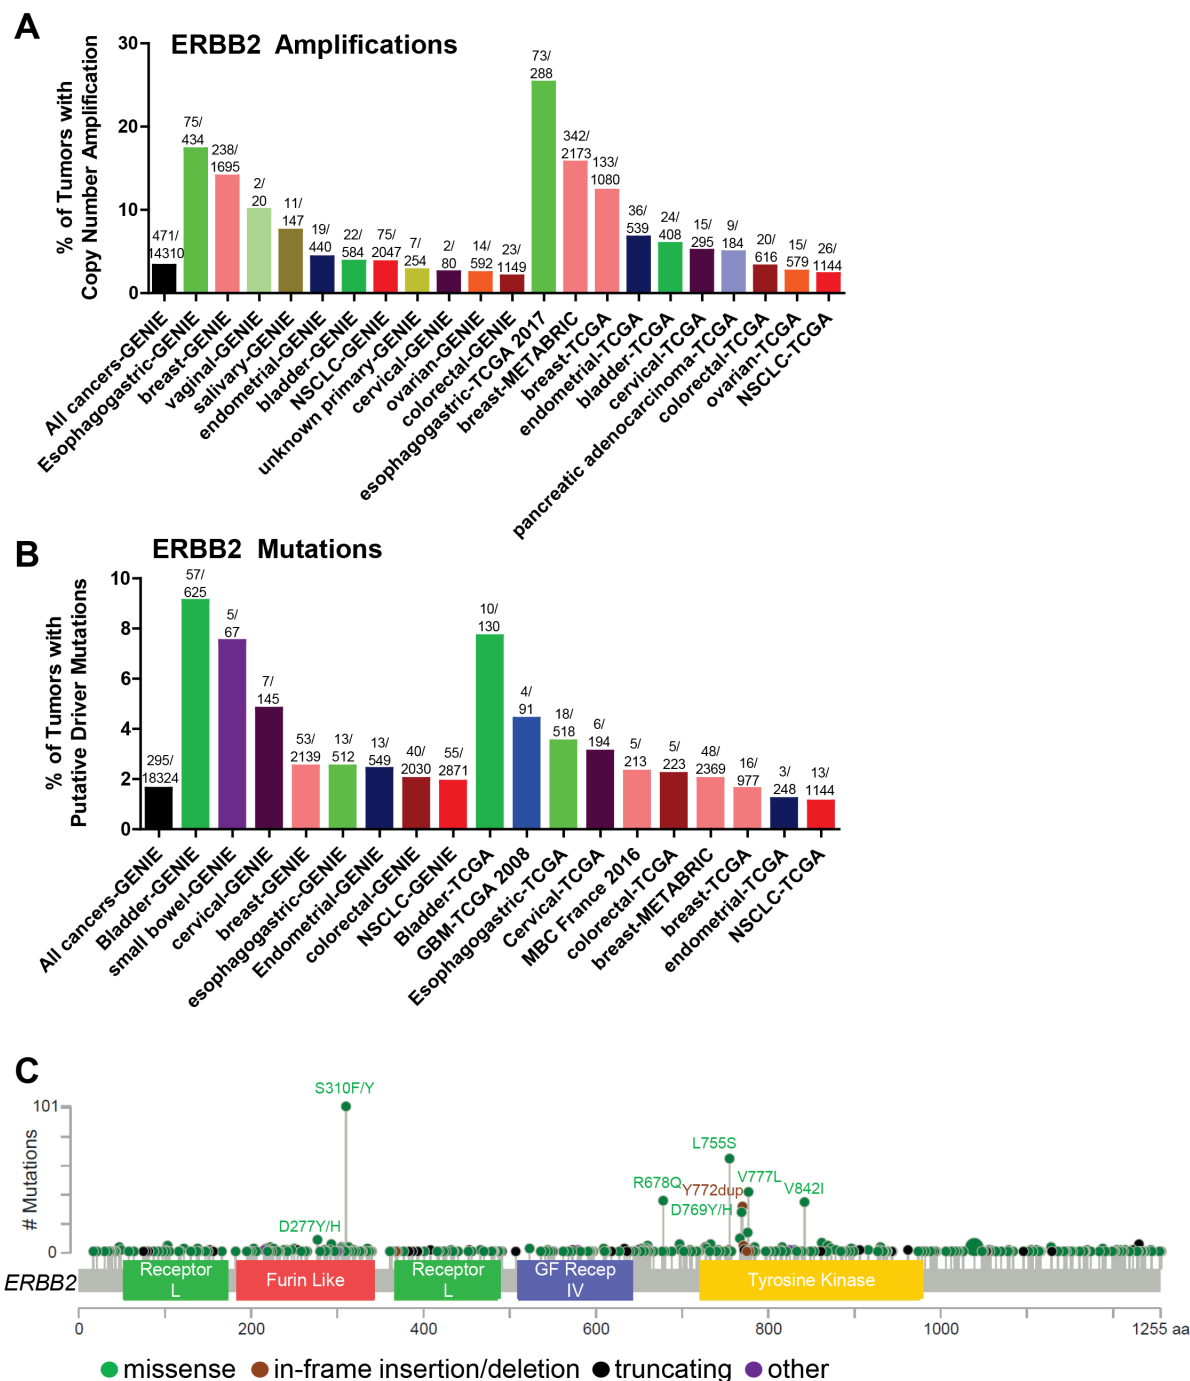 A
ERBB2 Amplifications
% of Tumors with
Copy Number Amplification
30
20
10
0
471/
14310
75/
434
238/
1695
2/
20
11/
147
19/
440
22/
584
75/
2047
7/
254
2/
80
14/
592
23/
1149
73/
288
342/
2173
133/
1080
36/
539
24/
408
15/
295
9/
184
20/
616
15/
579
26/
1144
All cancers-GENIE
Esophagogastric-GENIE
breast-GENIE
vaginal-GENIE
salivary-GENIE
endometrial-GENIE
bladder-GENIE
NSCLC-GENIE
unknown primary-GENIE
cervical-GENIE
ovarian-GENIE
colorectal-GENIE
esophagogastric-TCGA 2017
breast-METABRIC
breast-TCGA
endometrial-TCGA
bladder-TCGA
cervical-TCGA
pancreatic adenocarcinoma-TCGA
colorectal-TCGA
ovarian-TCGA
NSCLC-TCGA
B
ERBB2 Mutations
% of Tumors with
Putative Driver Mutations
10
8
6
4
2
0
295/
18324
57/
625
5/
67
7/
145
53/
2139
13/
512
13/
549
40/
2030
55/
2871
10/
130
4/
91
18/
518
6/
194
5/
213
5/
223
48/
2369
16/
977
3/
248
13/
1144
All cancers-GENIE
Bladder-GENIE
small bowel-GENIE
cervical-GENIE
breast-GENIE
esophagogastric-GENIE
Endometrial-GENIE
colorectal-GENIE
NSCLC-GENIE
Bladder-TCGA
GBM-TCGA 2008
Esophagogastric-TCGA
Cervical-TCGA
MBC France 2016
colorectal-TCGA
breast-METABRIC
breast-TCGA
endometrial-TCGA
NSCLC-TCGA
C
# Mutations
101
0
S310F/Y
D277Y/H
L755S
R678Q
Y772dup
V777L
V842I
D769Y/H
ERBB2
Receptor
L
Furin Like
Receptor
L
GF Recep
IV
Tyrosine Kinase
0
200
400
600
800
1000
1255 aa
missense
in-frame insertion/deletion
truncating
other